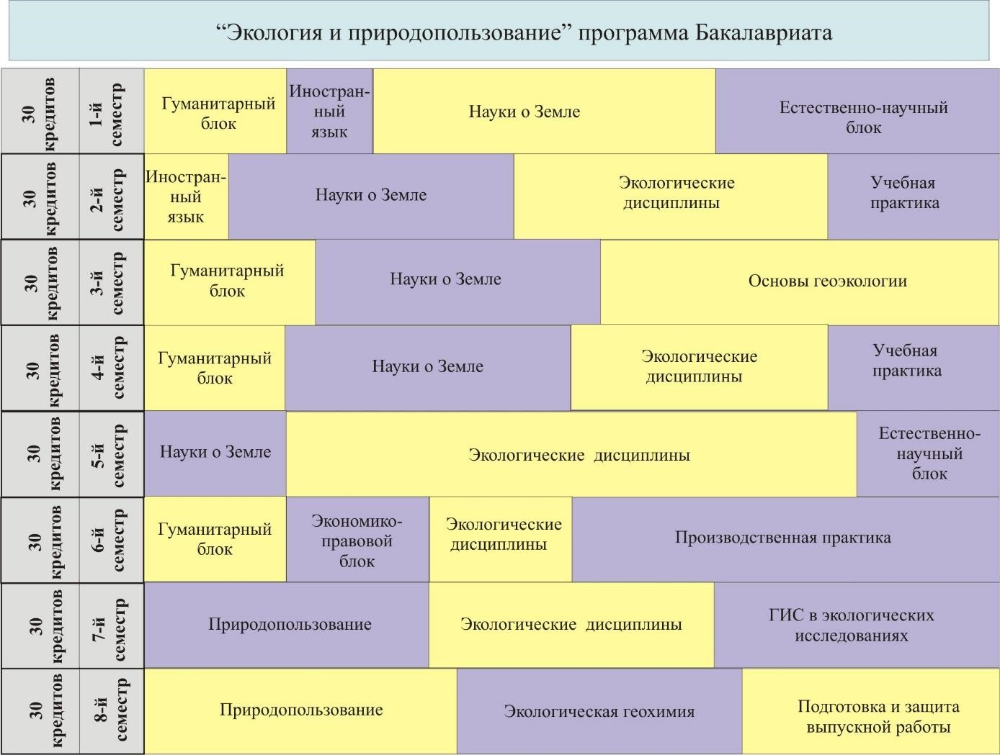 “Экология и природопользование” программа Бакалавриата
30
кредитов
1-й
семестр
Гуманитарный
блок
Иностран-
ный
язык
Науки о Земле
Естественно-научный
блок
30
кредитов
2-й
семестр
Иностран-
ный
язык
Науки о Земле
Экологические
дисциплины
Учебная
практика
30
кредитов
3-й
семестр
Гуманитарный
блок
Науки о Земле
Основы геоэкологии
30
кредитов
4-й
семестр
Гуманитарный
блок
Науки о Земле
Экологические
дисциплины
Учебная
практика
30
кредитов
5-й
семестр
Науки о Земле
Экологические дисциплины
Естественно-
научный
блок
30
кредитов
6-й
семестр
Гуманитарный
блок
Экономико-
правовой
блок
Экологические
дисциплины
Производственная практика
30
кредитов
7-й
семестр
Природопользование
Экологические дисциплины
ГИС в экологических
исследованиях
30
кредитов
8-й
семестр
Природопользование
Экологическая геохимия
Подготовка и защита
выпускной работы